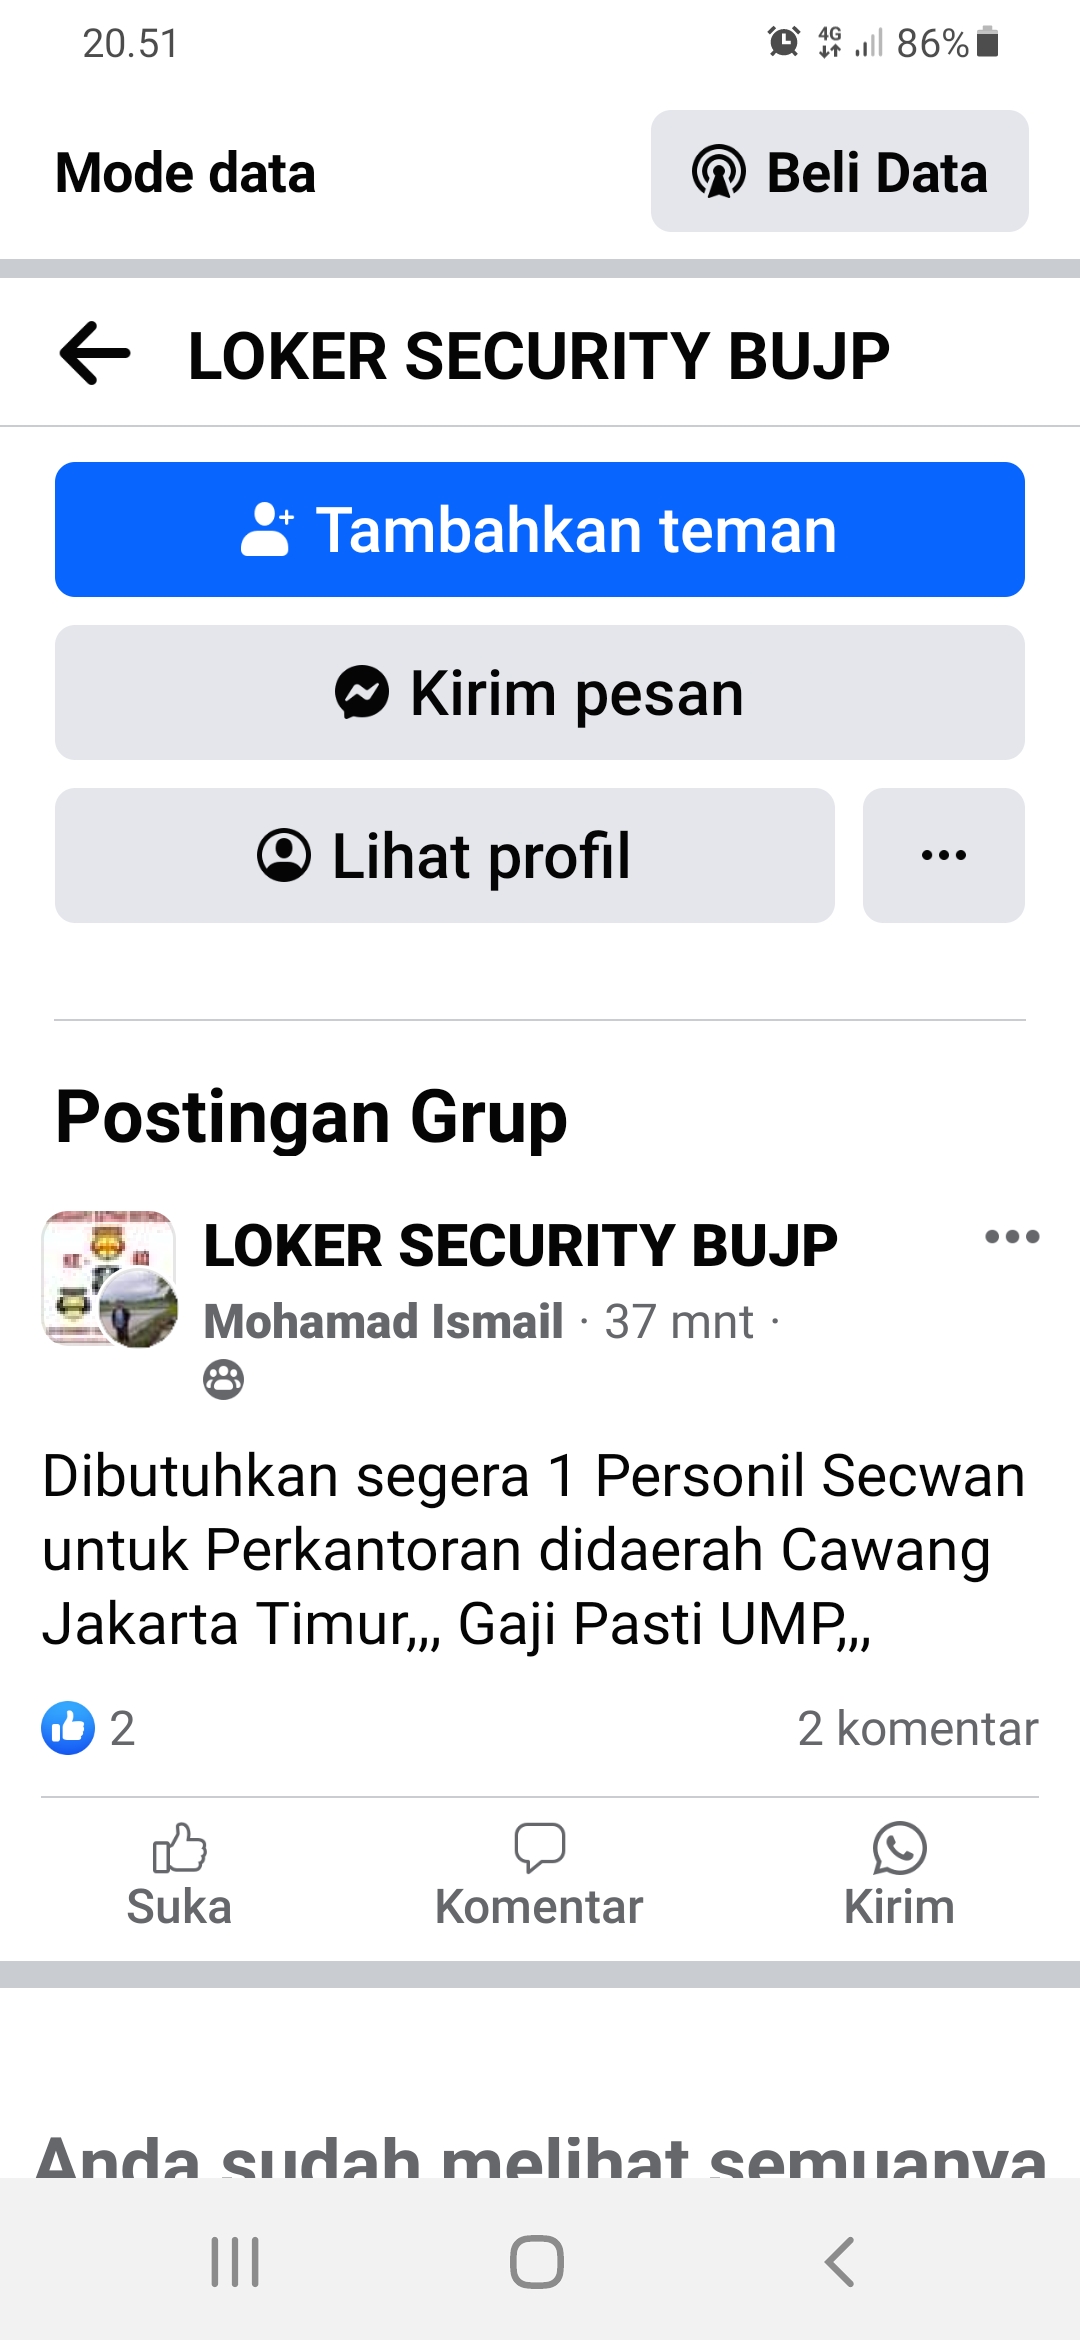 20.51
4G
86%
Mode data
Beli Data
LOKER SECURITY BUJP
Tambahkan teman
Kirim pesan
Lihat profil
Postingan Grup
LOKER SECURITY BUJP
Mohamad Ismail · 37 mnt ·
Dibutuhkan segera 1 Personil Secwan
untuk Perkantoran didaerah Cawang
Jakarta Timur,,, Gaji Pasti UMP,,,
2
2 komentar
Suka
Komentar
Kirim
Anda sudah melihat semuanya